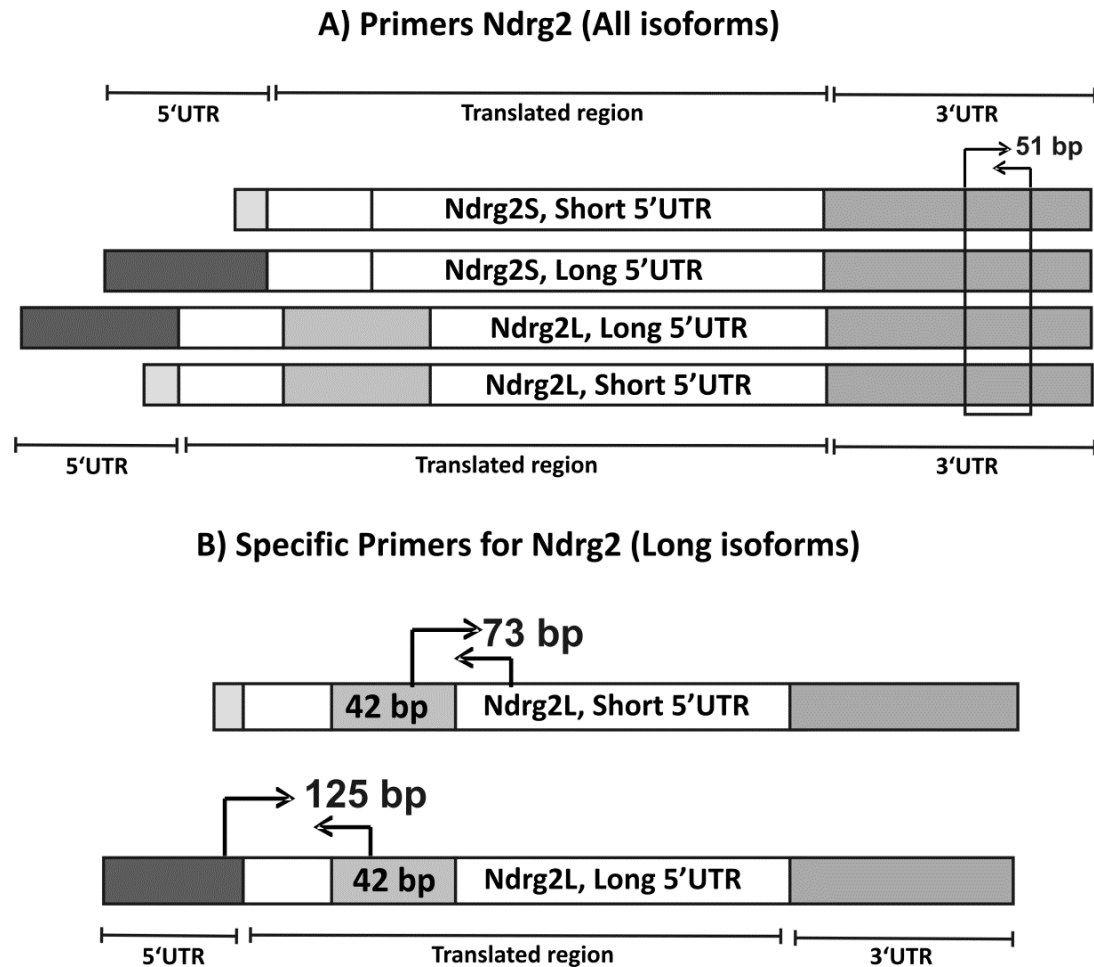 A) Primers Ndrg2 (All isoforms)
5‘UTR
Translated region
3‘UTR
51 bp
Ndrg2S, Short 5’UTR
Ndrg2S, Long 5’UTR
Ndrg2L, Long 5’UTR
Ndrg2L, Short 5’UTR
5‘UTR
Translated region
3‘UTR
B) Specific Primers for Ndrg2 (Long isoforms)
73 bp
42 bp
Ndrg2L, Short 5’UTR
125 bp
42 bp
Ndrg2L, Long 5’UTR
5‘UTR
Translated region
3‘UTR